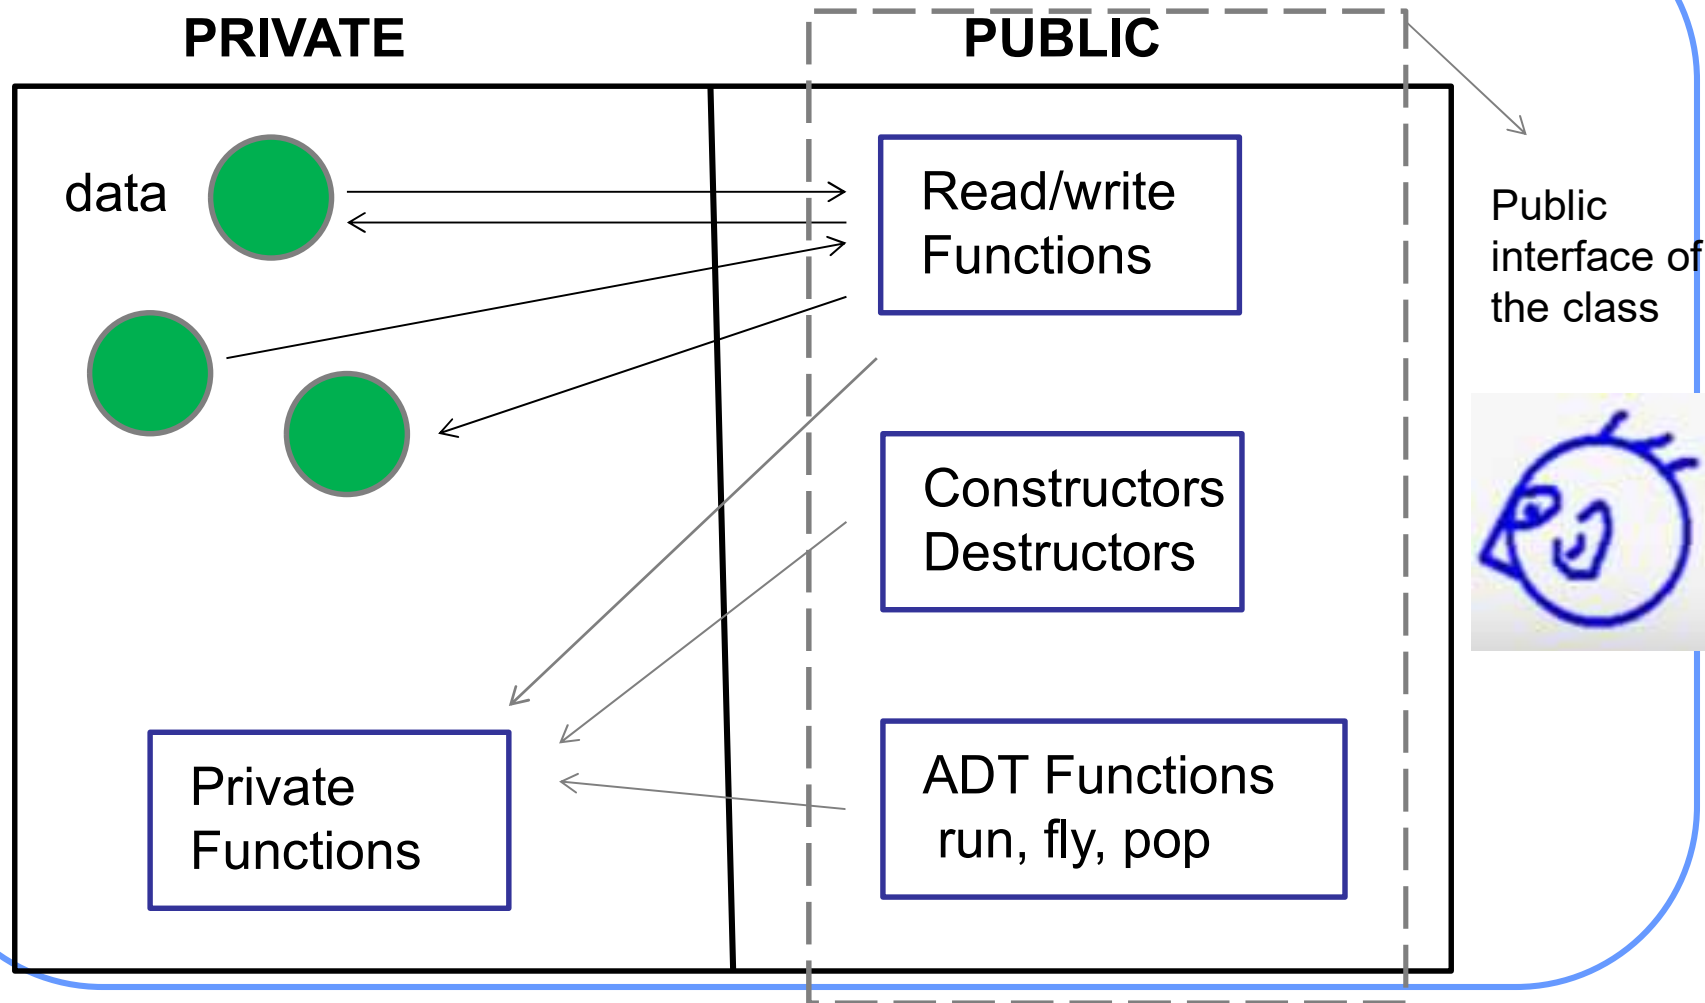 PRIVATE
PUBLIC
data
Read/write
Functions
Public
interface of
the class
Constructors
Destructors
Private
Functions
ADT Functions
run, fly, pop